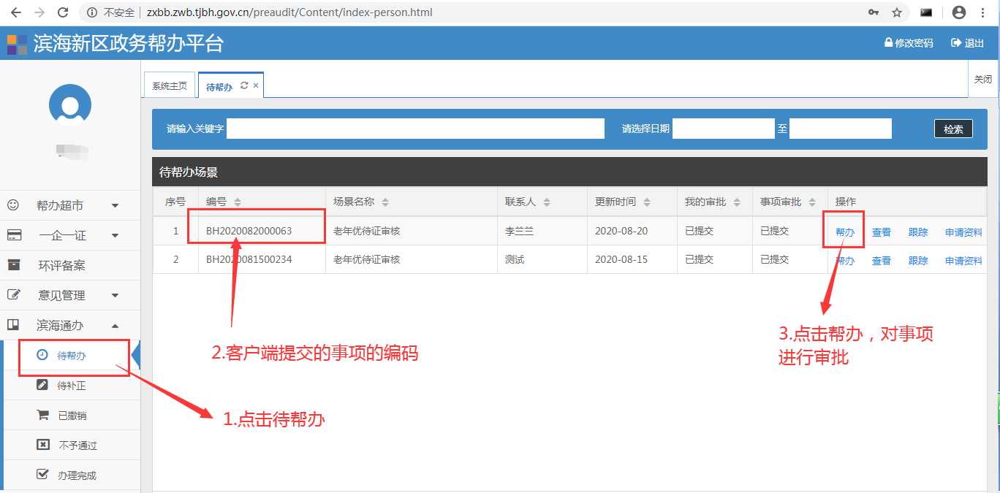 不安全 zxbb.zwb.tjbh.gov.cn/preaudit/Content/index-person.html
滨海新区政务帮办平台 修改密码 退出
系统主页 待帮办 × 关闭
请输入关键字 请选择日期 至 检索
待帮办场景
序号 编号 场景名称 联系人 更新时间 我的审批 事项审批 操作
1 BH2020082000063 老年优待证审核 李兰兰 2020-08-20 已提交 已提交 帮办 查看 跟踪 申请资料
2 BH2020081500234 老年优待证审核 测试 2020-08-15 已提交 已提交 帮办 查看 跟踪 申请资料
帮办超市
一企一证
环评备案
意见管理
滨海通办
待帮办
待补正
已撤销
不予通过
办理完成
2.客户端提交的事项的编码
3.点击帮办，对事项
进行审批
1.点击待帮办